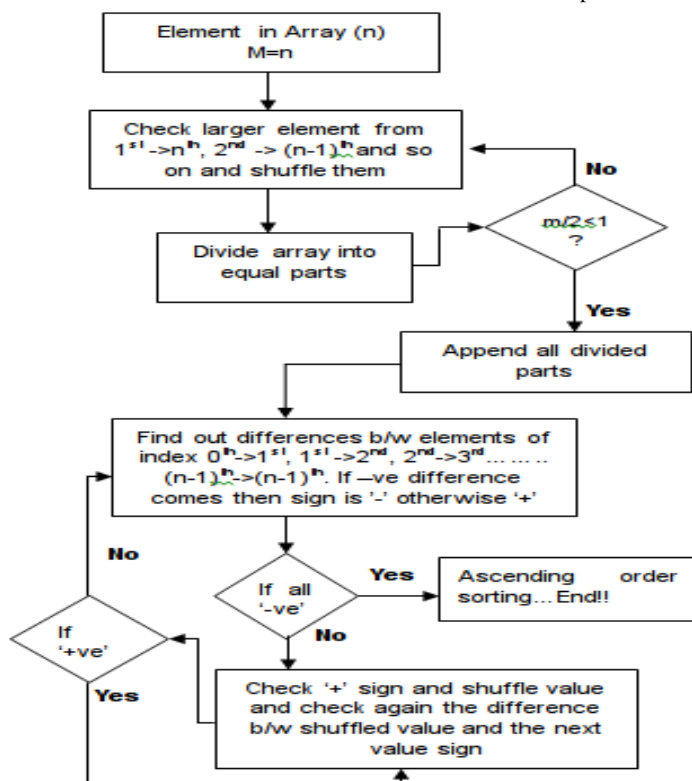 Element in Array (n)
M=n
Check larger element from
1ˢᵗ ->nᵗʰ, 2ⁿᵈ -> (n-1)ᵗʰ and so
on and shuffle them
No
m/2≤1
?
Divide array into
equal parts
Yes
Append all divided
parts
Find out differences b/w elements of
index 0ᵗʰ->1ˢᵗ, 1ˢᵗ->2ⁿᵈ, 2ⁿᵈ->3ʳᵈ... ... ..
(n-1)ᵗʰ->(n-1)ᵗʰ. If –ve difference
comes then sign is '-' otherwise '+'
No
If all
'-ve'
Yes
Ascending order
sorting... End!!
If
'+ve'
No
Yes
Check '+' sign and shuffle value
and check again the difference
b/w shuffled value and the next
value sign